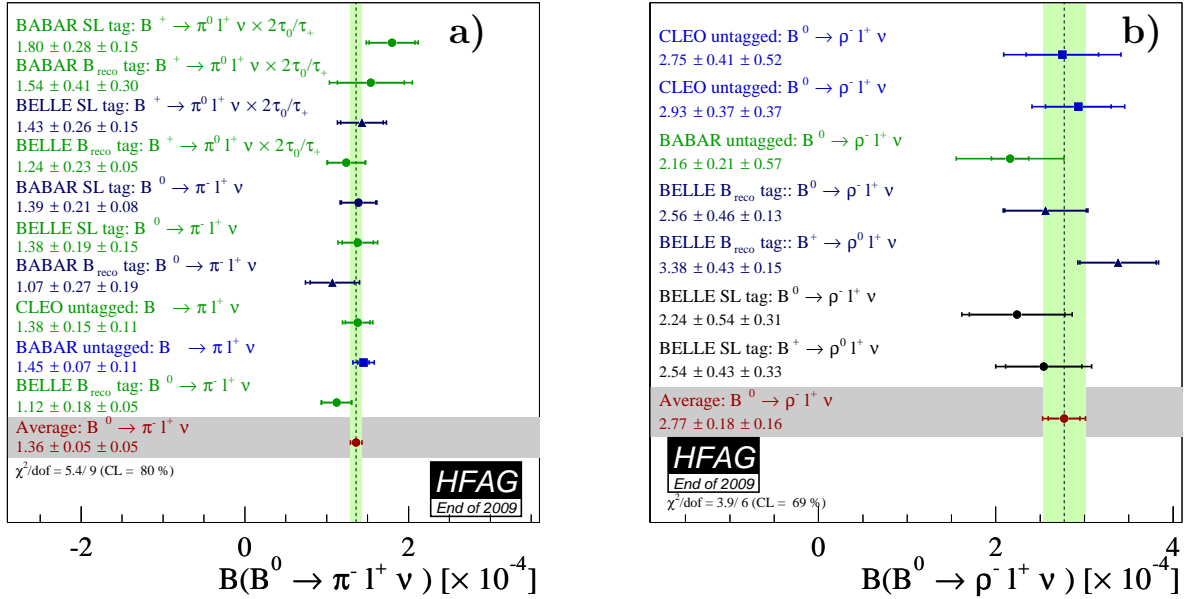 a)
BABAR SL tag: B⁺ → π⁰ l⁺ ν × 2τ₀/τ₊
1.80 ± 0.28 ± 0.15
BABAR B_reco tag: B⁺ → π⁰ l⁺ ν × 2τ₀/τ₊
1.54 ± 0.41 ± 0.30
BELLE SL tag: B⁺ → π⁰ l⁺ ν × 2τ₀/τ₊
1.43 ± 0.26 ± 0.15
BELLE B_reco tag: B⁺ → π⁰ l⁺ ν × 2τ₀/τ₊
1.24 ± 0.23 ± 0.05
BABAR SL tag: B⁰ → π⁻ l⁺ ν
1.39 ± 0.21 ± 0.08
BELLE SL tag: B⁰ → π⁻ l⁺ ν
1.38 ± 0.19 ± 0.15
BABAR B_reco tag: B⁰ → π⁻ l⁺ ν
1.07 ± 0.27 ± 0.19
CLEO untagged: B → π l⁺ ν
1.38 ± 0.15 ± 0.11
BABAR untagged: B → π l⁺ ν
1.45 ± 0.07 ± 0.11
BELLE B_reco tag: B⁰ → π⁻ l⁺ ν
1.12 ± 0.18 ± 0.05
Average: B⁰ → π⁻ l⁺ ν
1.36 ± 0.05 ± 0.05
χ²/dof = 5.4/ 9 (CL = 80 %)
HFAG
End of 2009
-2 0 2
B(B⁰ → π⁻ l⁺ ν ) [× 10⁻⁴]
b)
CLEO untagged: B⁰ → ρ⁻ l⁺ ν
2.75 ± 0.41 ± 0.52
CLEO untagged: B⁰ → ρ⁻ l⁺ ν
2.93 ± 0.37 ± 0.37
BABAR untagged: B⁰ → ρ⁻ l⁺ ν
2.16 ± 0.21 ± 0.57
BELLE B_reco tag:: B⁰ → ρ⁻ l⁺ ν
2.56 ± 0.46 ± 0.13
BELLE B_reco tag:: B⁺ → ρ⁰ l⁺ ν
3.38 ± 0.43 ± 0.15
BELLE SL tag: B⁰ → ρ⁻ l⁺ ν
2.24 ± 0.54 ± 0.31
BELLE SL tag: B⁺ → ρ⁰ l⁺ ν
2.54 ± 0.43 ± 0.33
Average: B⁰ → ρ⁻ l⁺ ν
2.77 ± 0.18 ± 0.16
HFAG
End of 2009
χ²/dof = 3.9/ 6 (CL = 69 %)
0 2 4
B(B⁰ → ρ⁻ l⁺ ν ) [× 10⁻⁴]